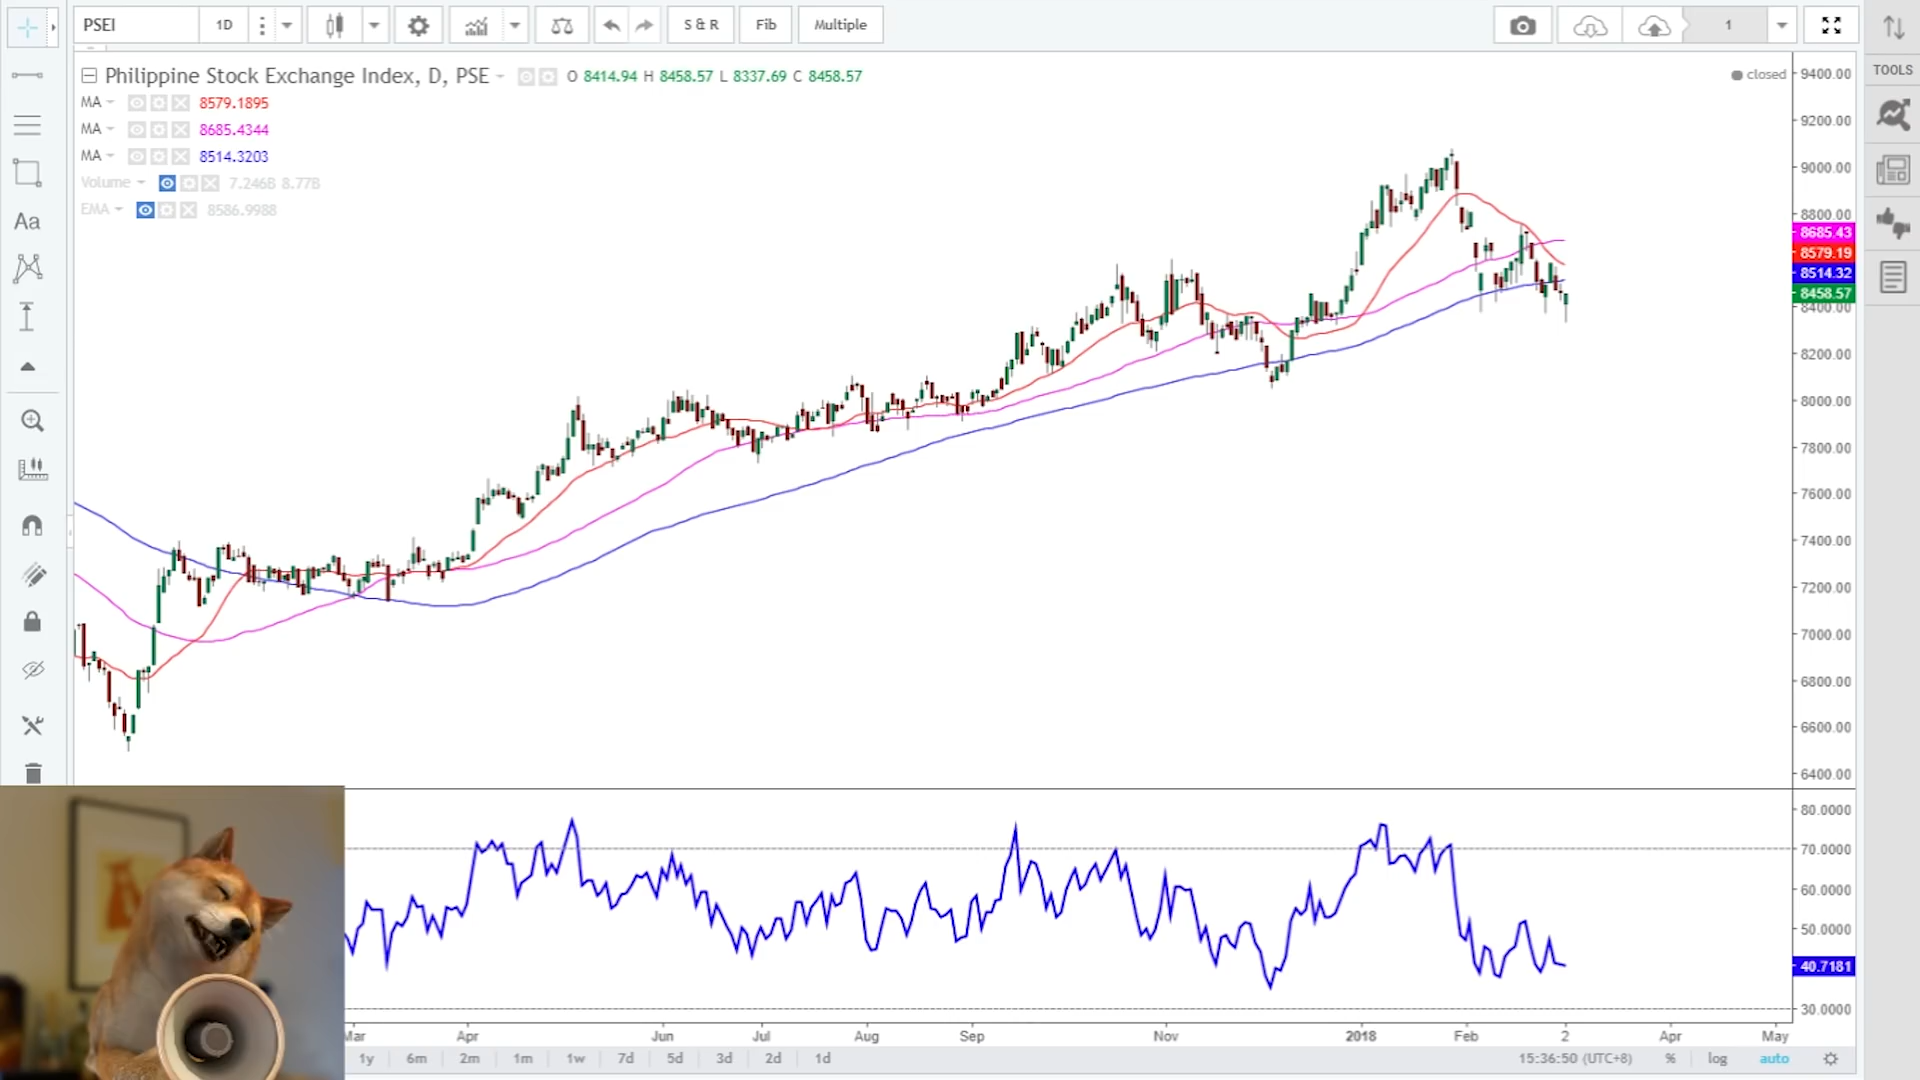 PSEI 1D S & R Fib Multiple 1
TOOLS
Philippine Stock Exchange Index, D, PSE O 8414.94 H 8458.57 L 8337.69 C 8458.57
closed
MA 8579.1895
MA 8685.4344
MA 8514.3203
Volume 7.246B 8.77B
EMA 8586.9988
Aa
9400.00
9200.00
9000.00
8800.00
8685.43
8579.19
8514.32
8458.57
8400.00
8200.00
8000.00
7800.00
7600.00
7400.00
7200.00
7000.00
6800.00
6600.00
6400.00
80.0000
70.0000
60.0000
50.0000
40.7181
30.0000
Mar Apr Jun Jul Aug Sep Nov 2018 Feb 2 Apr May
1y 6m 2m 1m 1w 7d 5d 3d 2d 1d 15:36:50 (UTC+8) % log auto